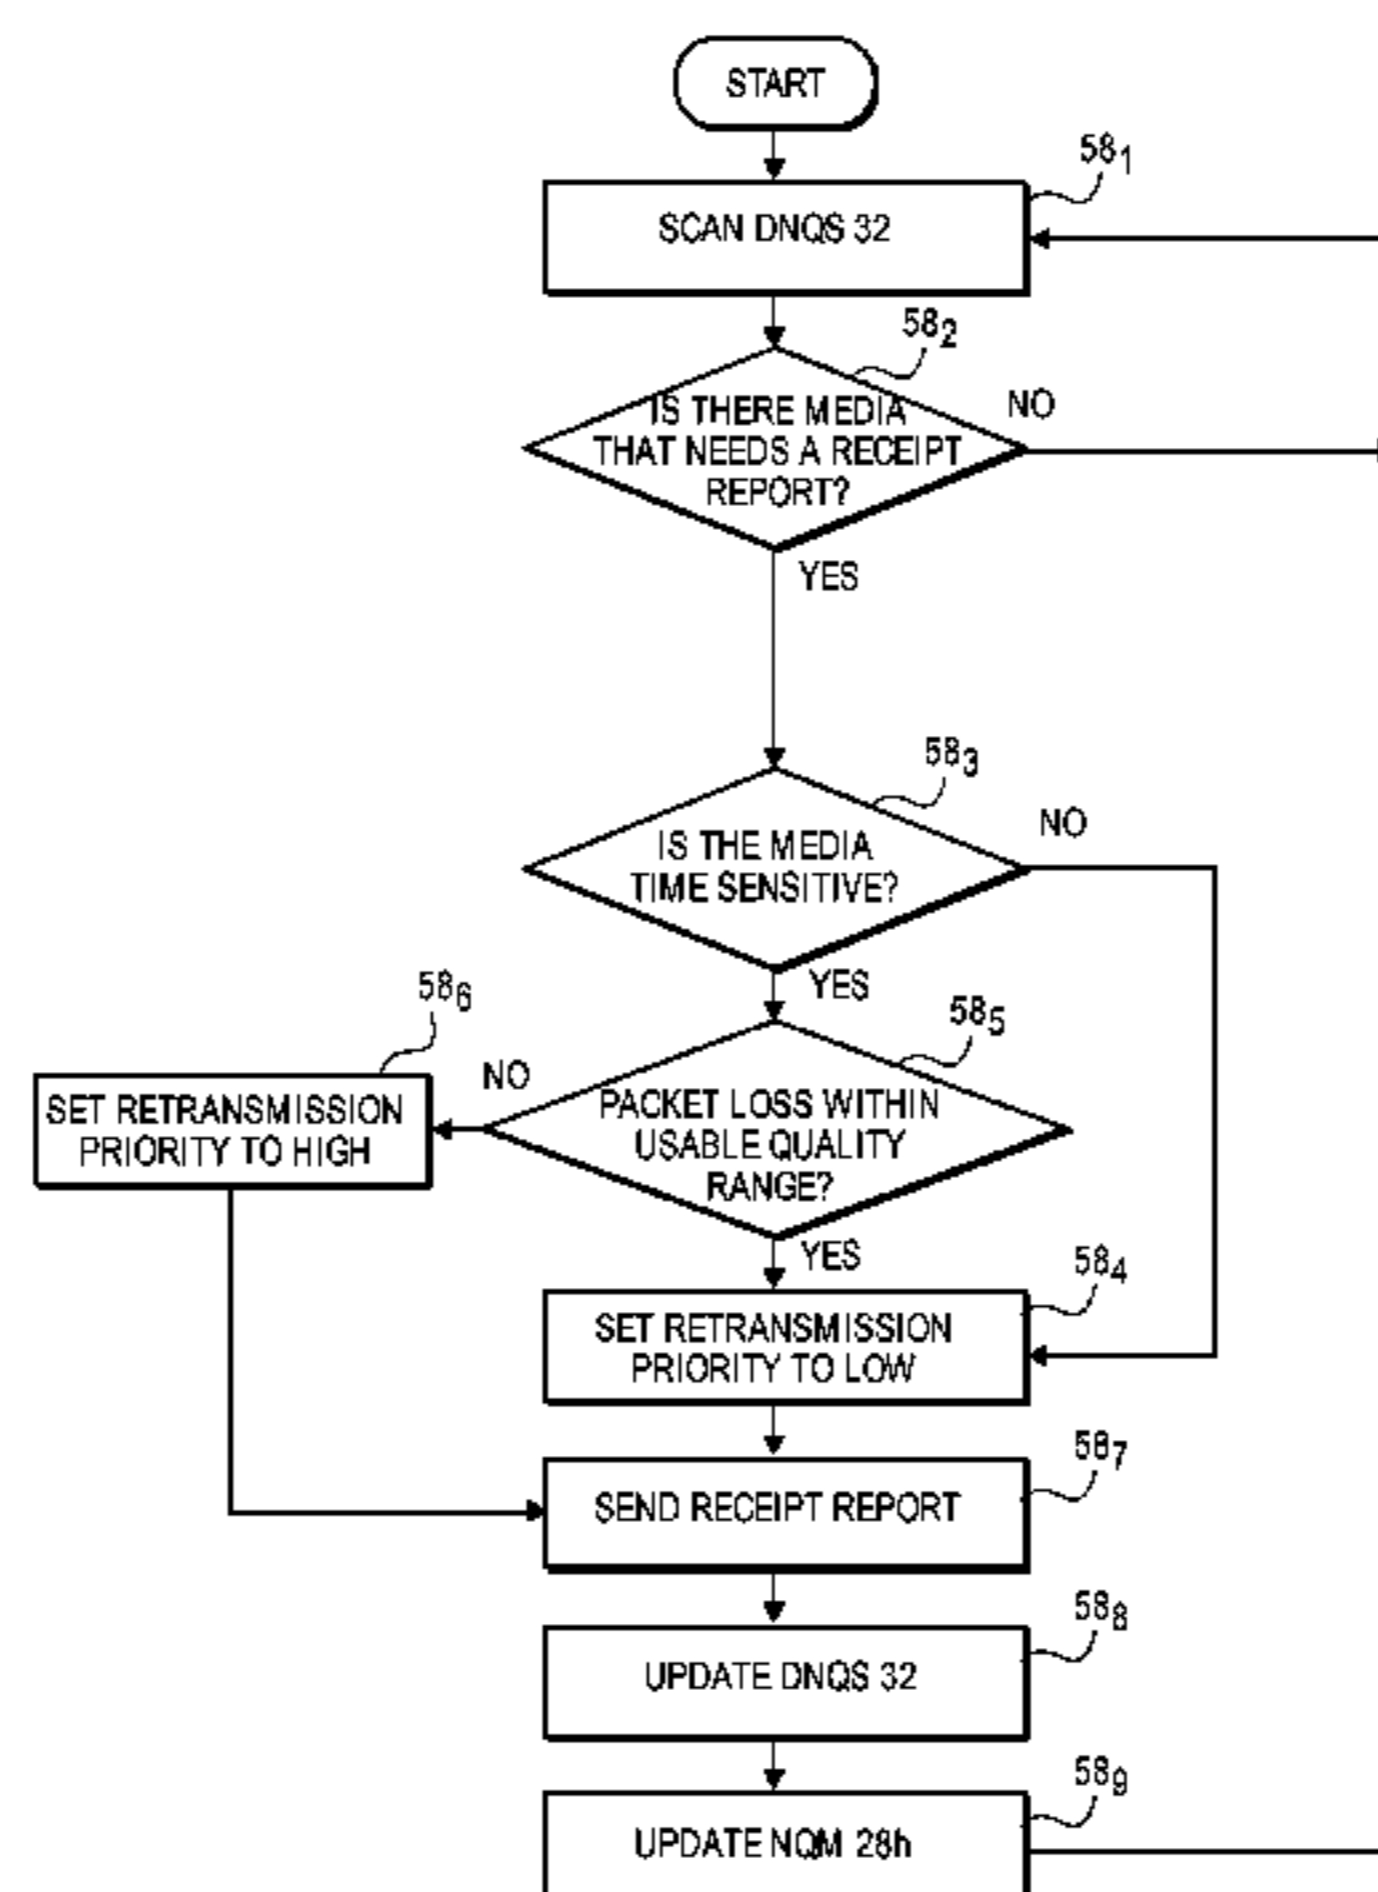 START
58₁
SCAN DNQS 32
58₂
IS THERE MEDIA
THAT NEEDS A RECEIPT
REPORT?
NO
YES
58₃
IS THE MEDIA
TIME SENSITIVE?
NO
YES
58₆
SET RETRANSMISSION
PRIORITY TO HIGH
NO
58₅
PACKET LOSS WITHIN
USABLE QUALITY
RANGE?
YES
58₄
SET RETRANSMISSION
PRIORITY TO LOW
58₇
SEND RECEIPT REPORT
58₈
UPDATE DNQS 32
58₉
UPDATE NQM 28h